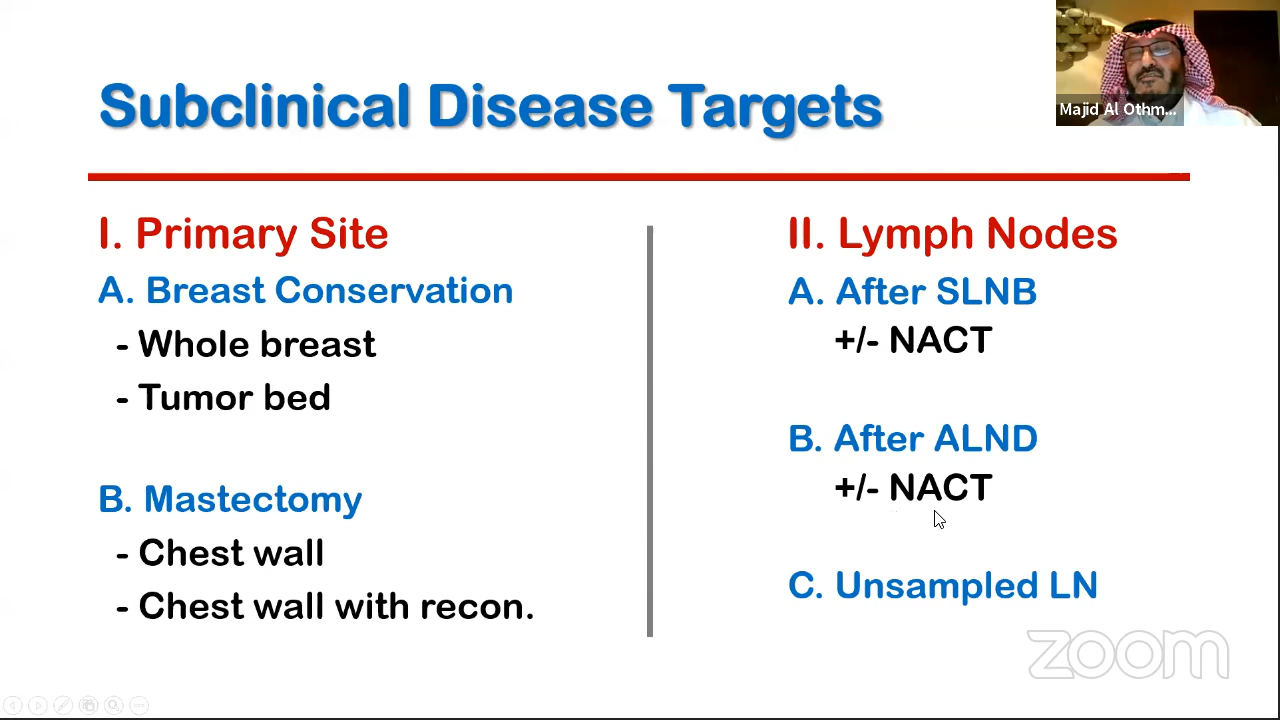 Majid Al Othm...
Subclinical Disease Targets
I. Primary Site
A. Breast Conservation
- Whole breast
- Tumor bed
B. Mastectomy
- Chest wall
- Chest wall with recon.
II. Lymph Nodes
A. After SLNB
+/- NACT
B. After ALND
+/- NACT
C. Unsampled LN
zoom